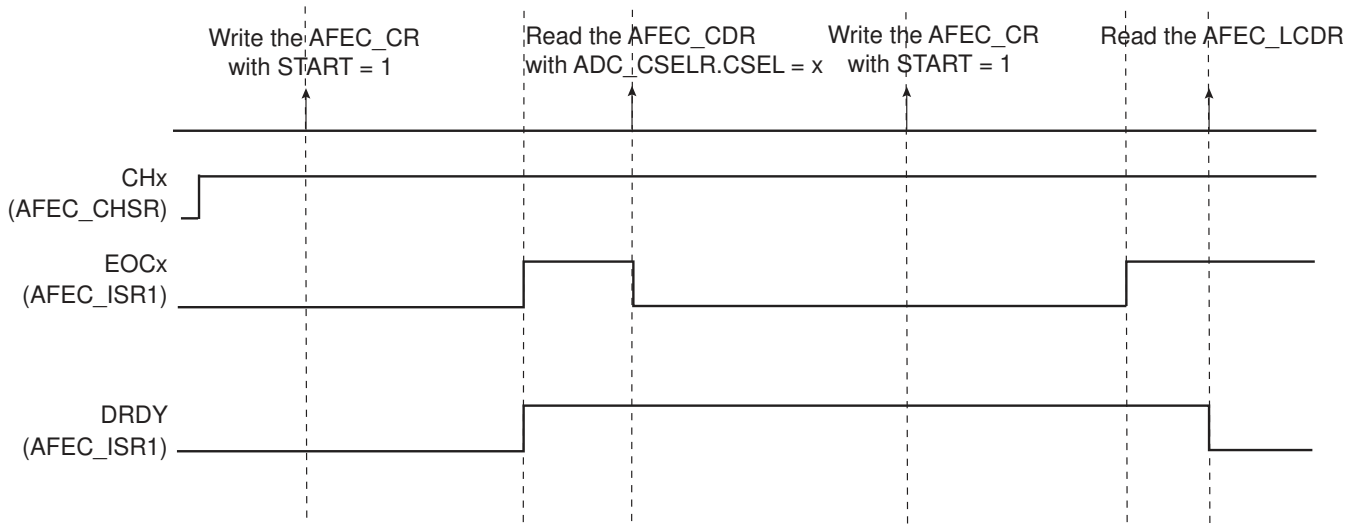 Write the AFEC_CR
with START = 1
Read the AFEC_CDR
with ADC_CSELR.CSEL = x
Write the AFEC_CR
with START = 1
Read the AFEC_LCDR
CHx
(AFEC_CHSR)
EOCx
(AFEC_ISR1)
DRDY
(AFEC_ISR1)